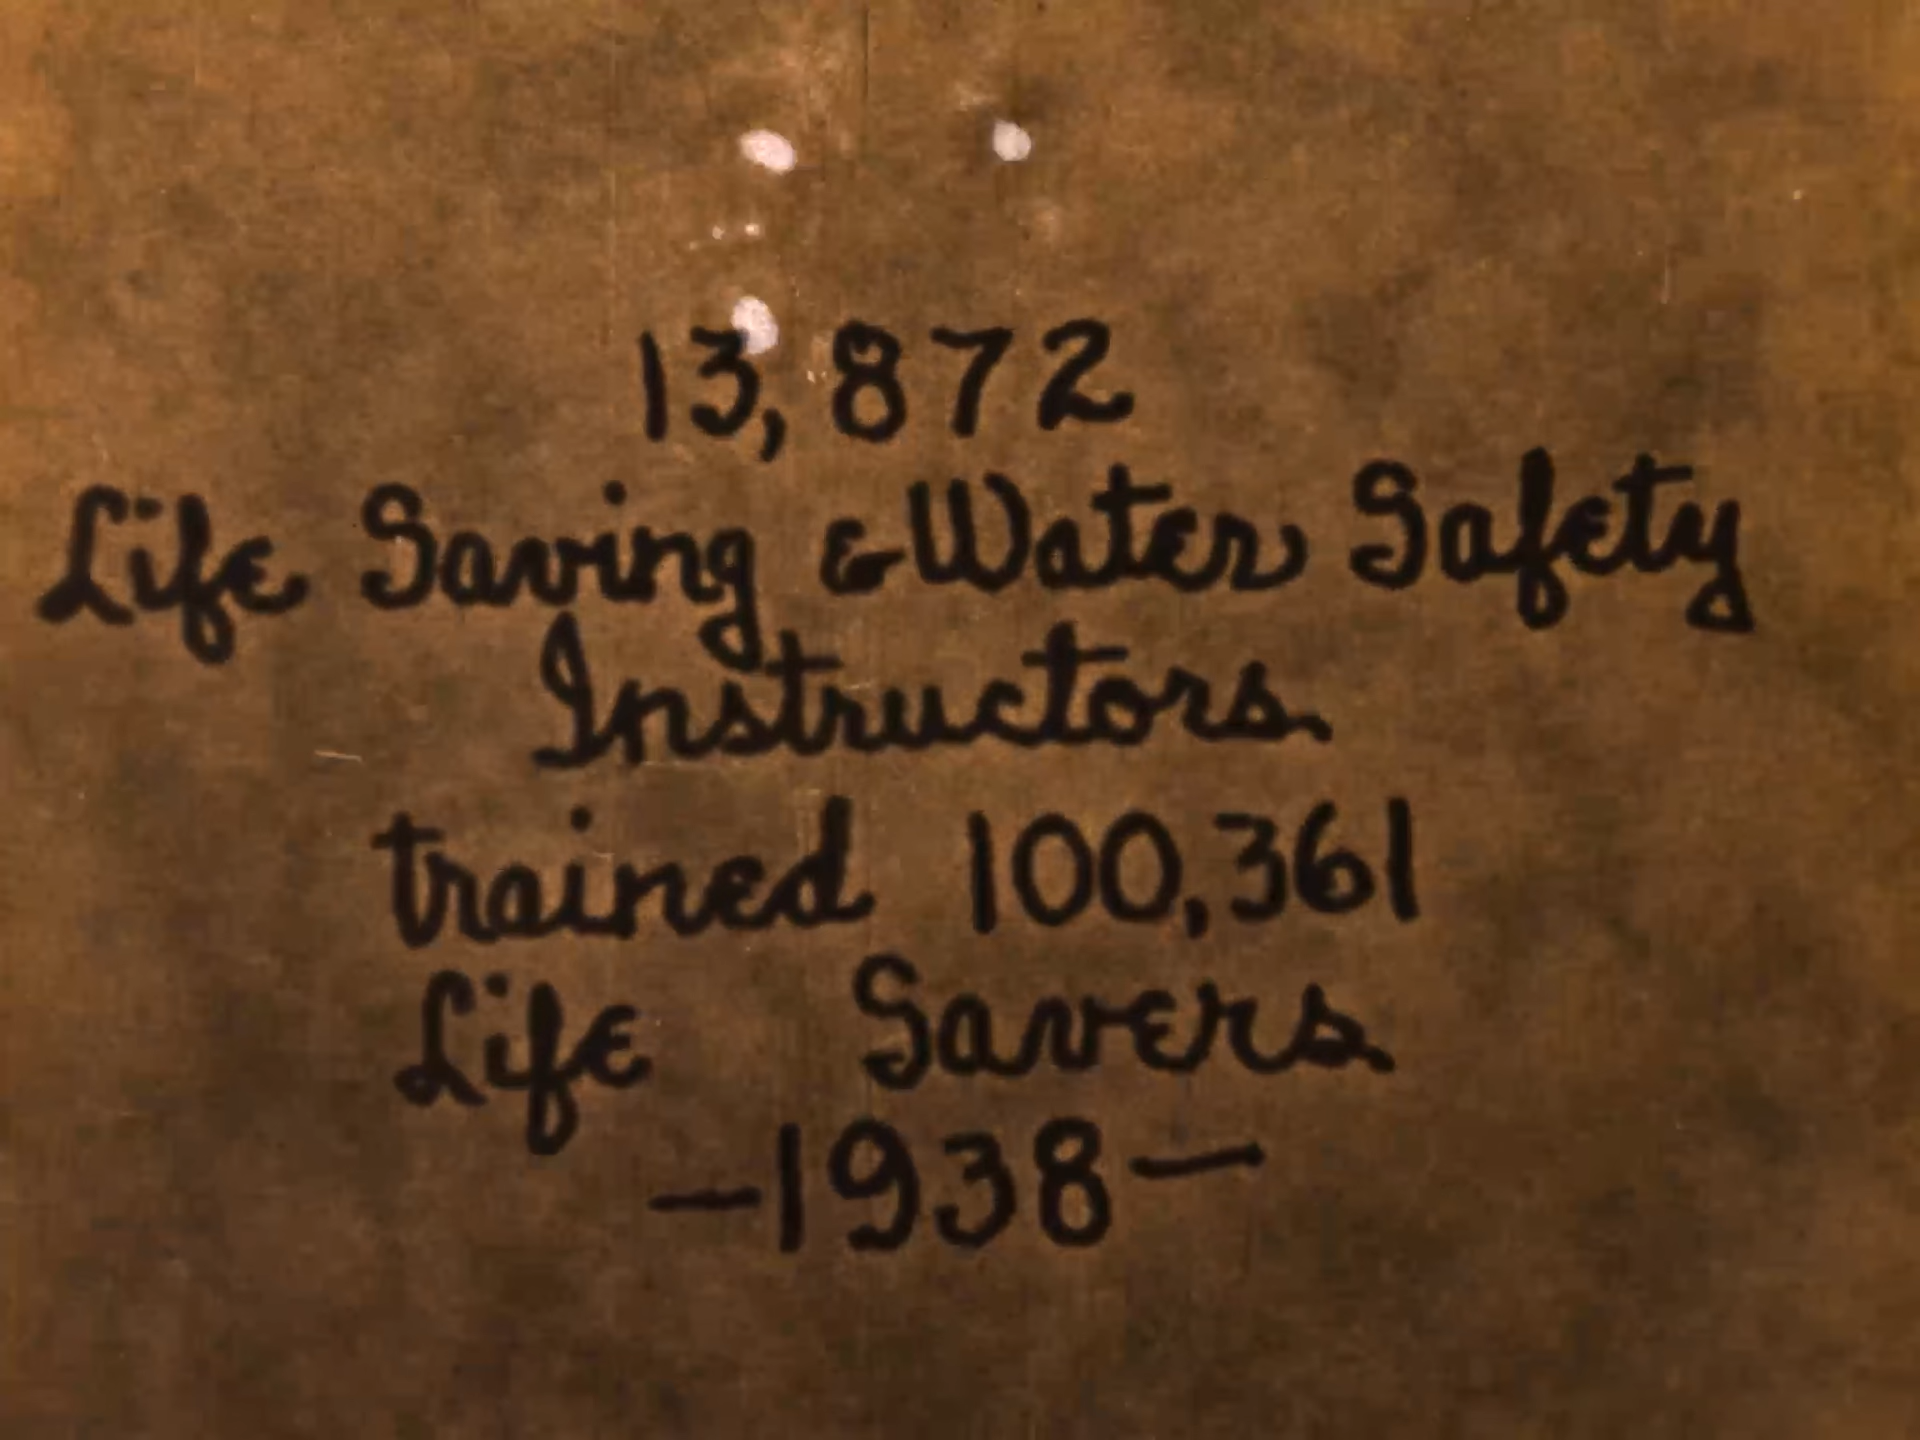 13,872
Life Saving & Water Safety
Instructors
trained 100,361
Life Savers
—1938—